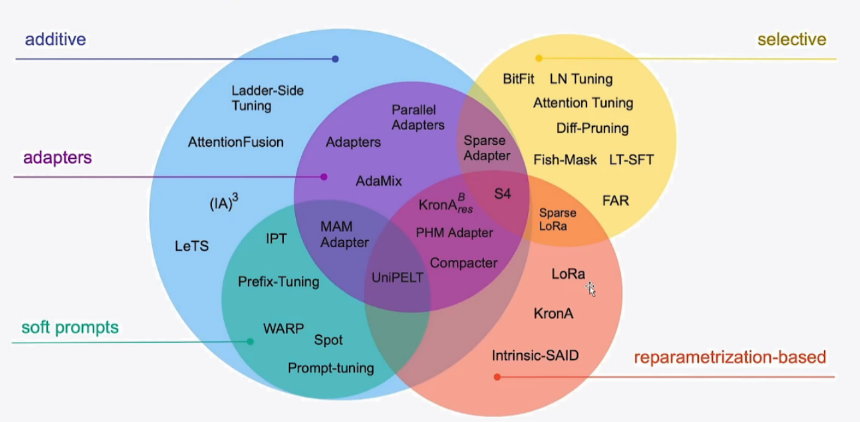 additive
selective
adapters
soft prompts
reparametrization-based
Ladder-Side
Tuning
AttentionFusion
(IA)³
LeTS
Parallel
Adapters
Adapters
AdaMix
Sparse
Adapter
KronA^B_res
S4
PHM Adapter
Compacter
MAM
Adapter
UniPELT
IPT
Prefix-Tuning
WARP
Spot
Prompt-tuning
BitFit
LN Tuning
Attention Tuning
Diff-Pruning
Fish-Mask
LT-SFT
FAR
Sparse
LoRa
LoRa
KronA
Intrinsic-SAID